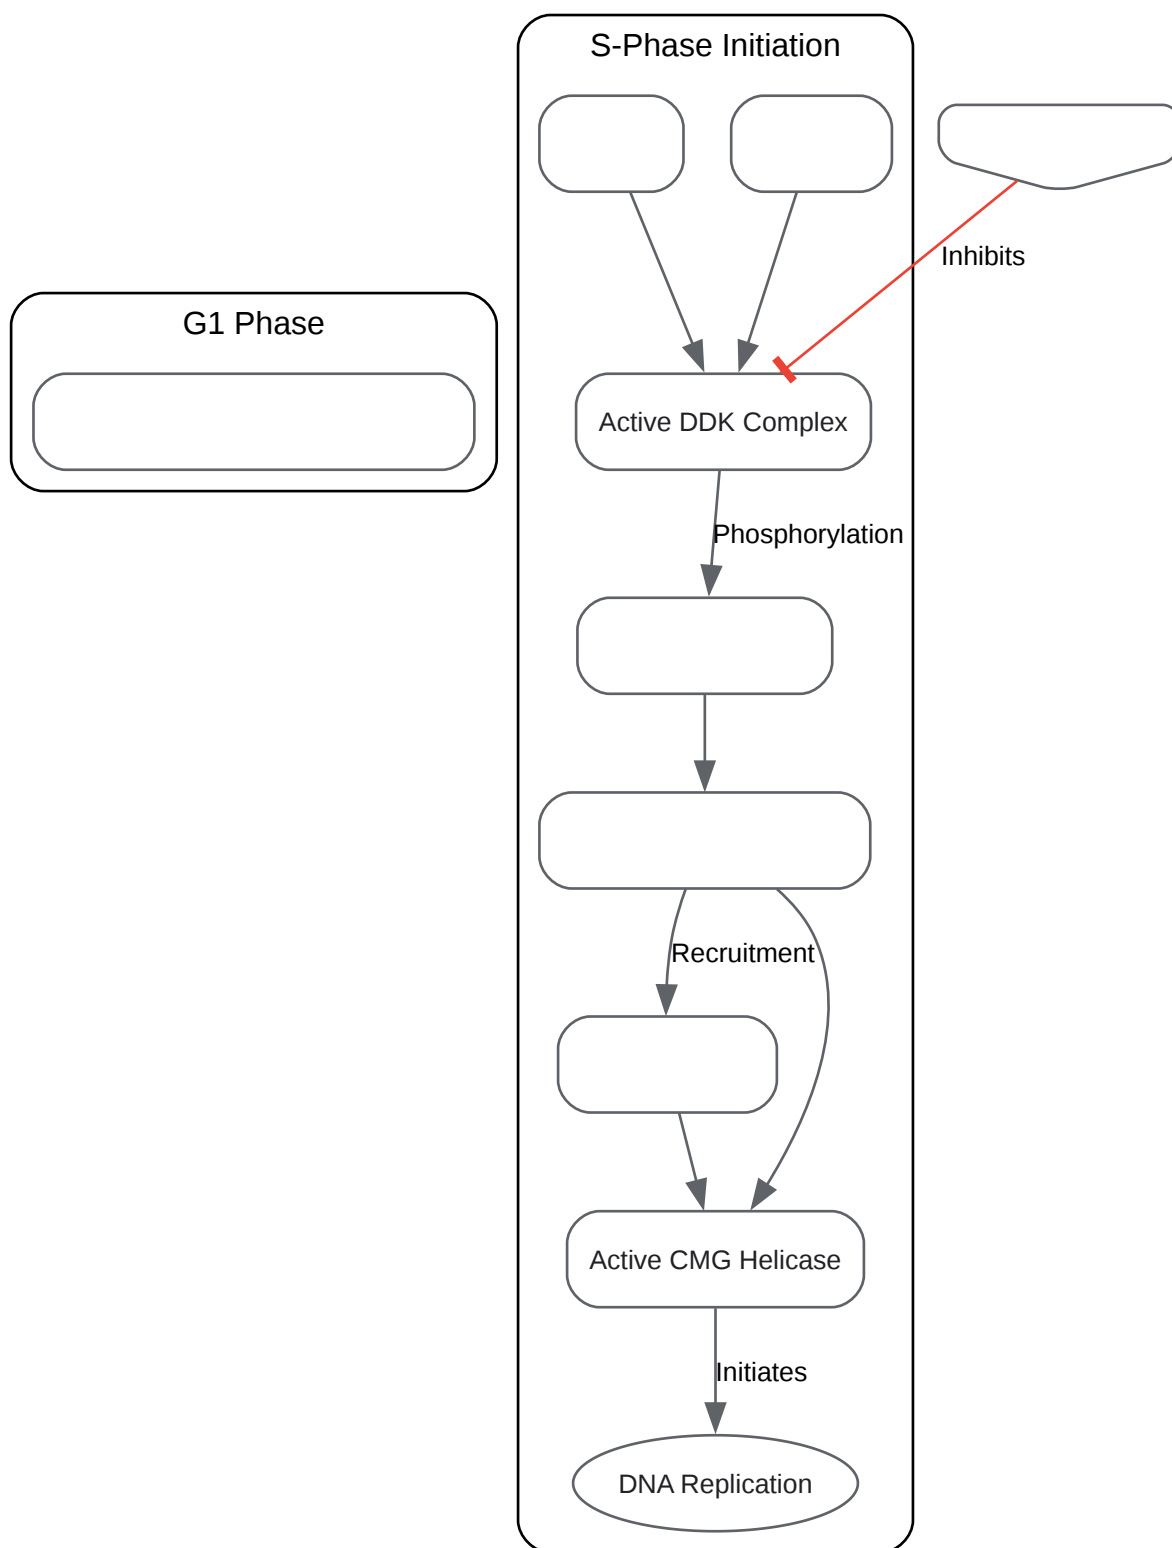 S-Phase Initiation
Inhibits
G1 Phase
Active DDK Complex
Phosphorylation
Recruitment
Active CMG Helicase
Initiates
DNA Replication